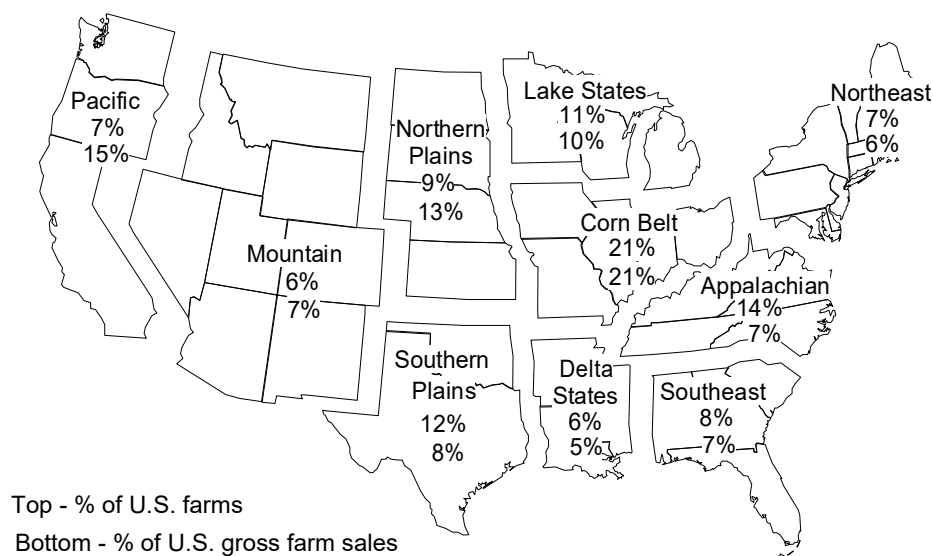 Pacific
7%
15%
Mountain
6%
7%
Northern
Plains
9%
13%
Southern
Plains
12%
8%
Lake States
11%
10%
Corn Belt
21%
21%
Delta
States
6%
5%
Northeast
7%
6%
Appalachian
14%
7%
Southeast
8%
7%
Top - % of U.S. farms
Bottom - % of U.S. gross farm sales